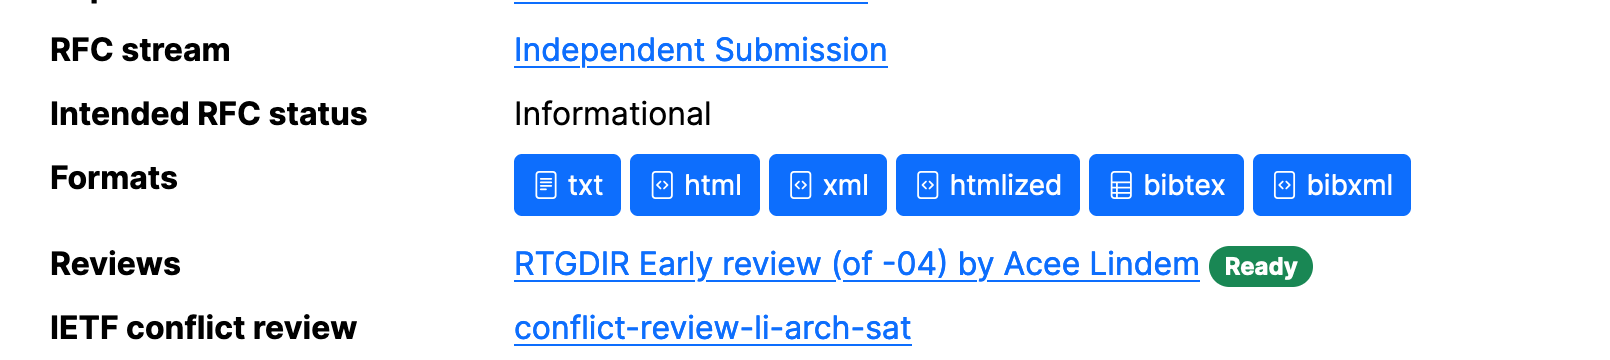 RFC stream Independent Submission
Intended RFC status Informational
Formats txt html xml htmlized bibtex bibxml
Reviews RTGDIR Early review (of -04) by Acee Lindem Ready
IETF conflict review conflict-review-li-arch-sat